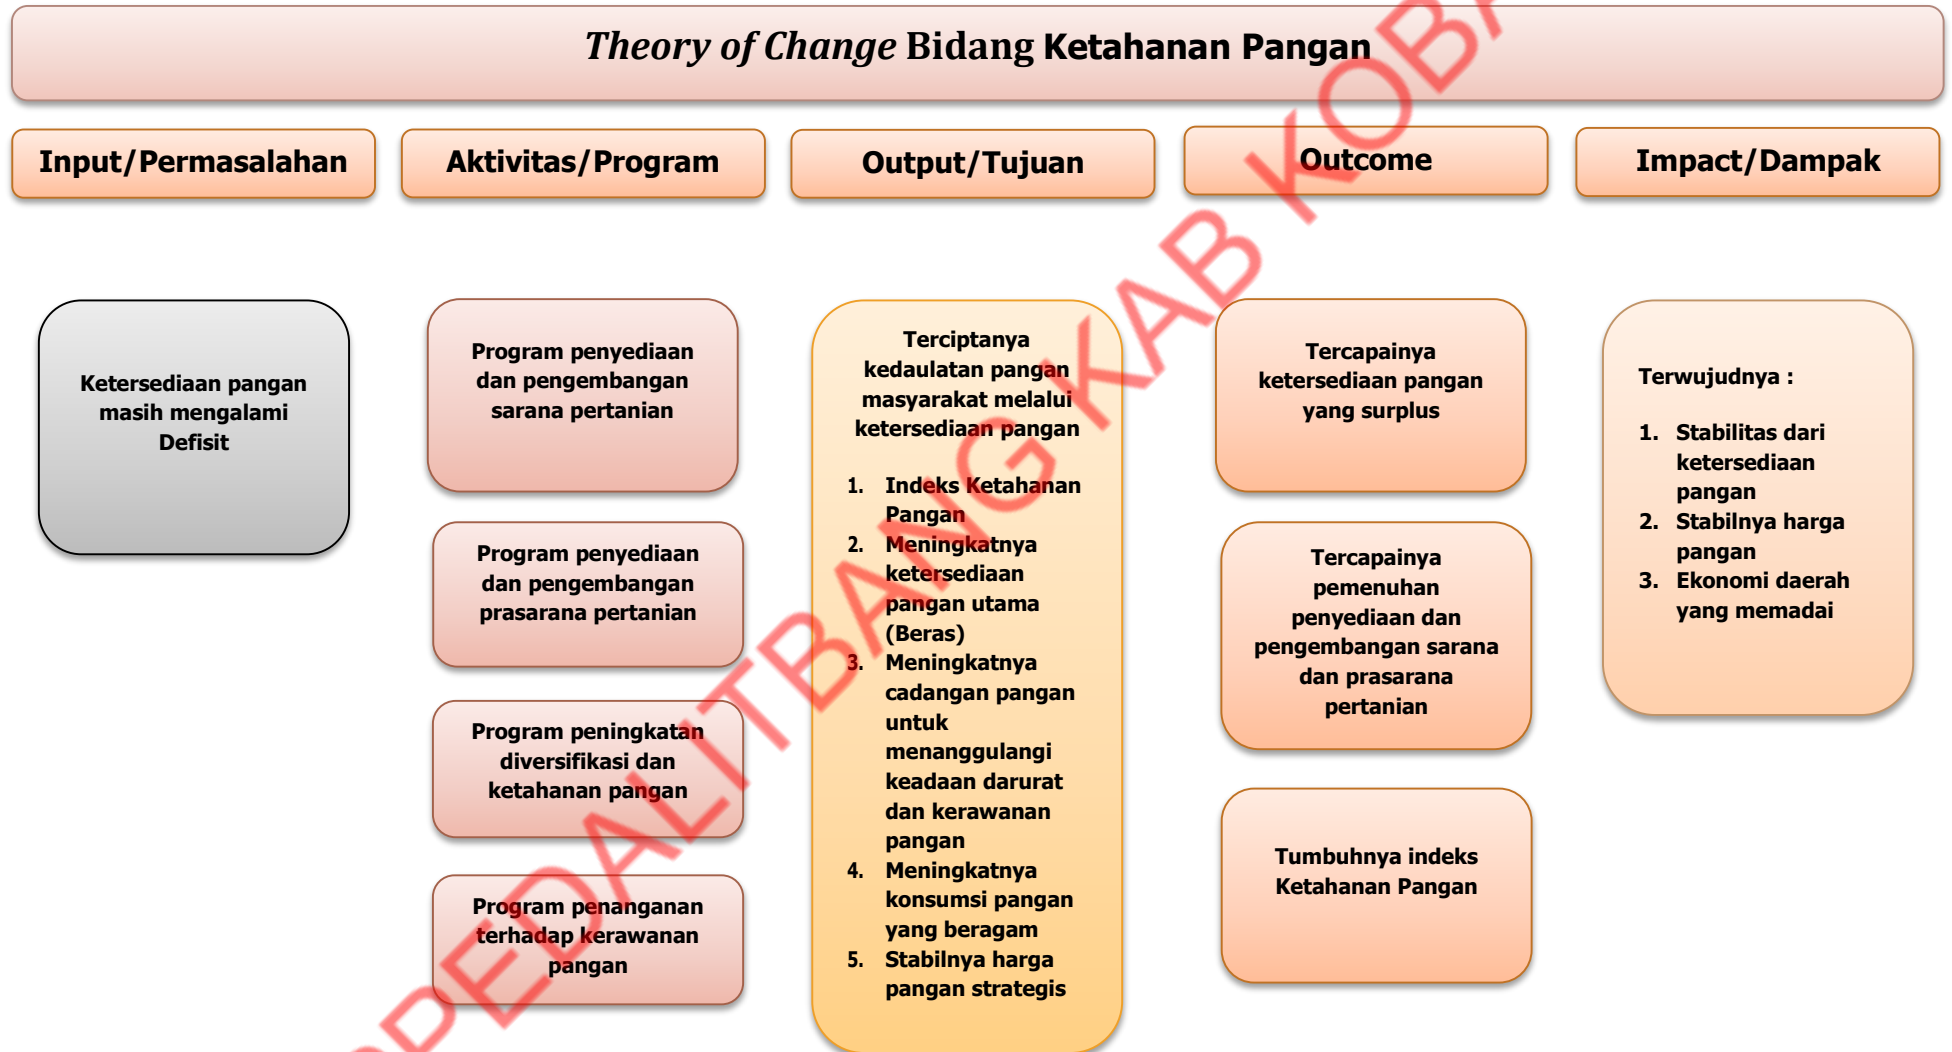 Theory of Change Bidang Ketahanan Pangan
Input/Permasalahan
Aktivitas/Program
Output/Tujuan
Outcome
Impact/Dampak
Ketersediaan pangan
masih mengalami
Defisit
Program penyediaan
dan pengembangan
sarana pertanian
Program penyediaan
dan pengembangan
prasarana pertanian
Program peningkatan
diversifikasi dan
ketahanan pangan
Program penanganan
terhadap kerawanan
pangan
Terciptanya
kedaulatan pangan
masyarakat melalui
ketersediaan pangan
1. Indeks Ketahanan
Pangan
2. Meningkatnya
ketersediaan
pangan utama
(Beras)
3. Meningkatnya
cadangan pangan
untuk
menanggulangi
keadaan darurat
dan kerawanan
pangan
4. Meningkatnya
konsumsi pangan
yang beragam
5. Stabilnya harga
pangan strategis
Tercapainya
ketersediaan pangan
yang surplus
Tercapainya
pemenuhan
penyediaan dan
pengembangan sarana
dan prasarana
pertanian
Tumbuhnya indeks
Ketahanan Pangan
Terwujudnya :
1. Stabilitas dari
ketersediaan
pangan
2. Stabilnya harga
pangan
3. Ekonomi daerah
yang memadai
PEDALITBANG KAB KOBA